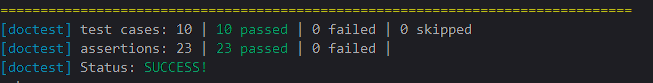 ===============================================================================
[doctest] test cases: 10 | 10 passed | 0 failed | 0 skipped
[doctest] assertions: 23 | 23 passed | 0 failed |
[doctest] Status: SUCCESS!